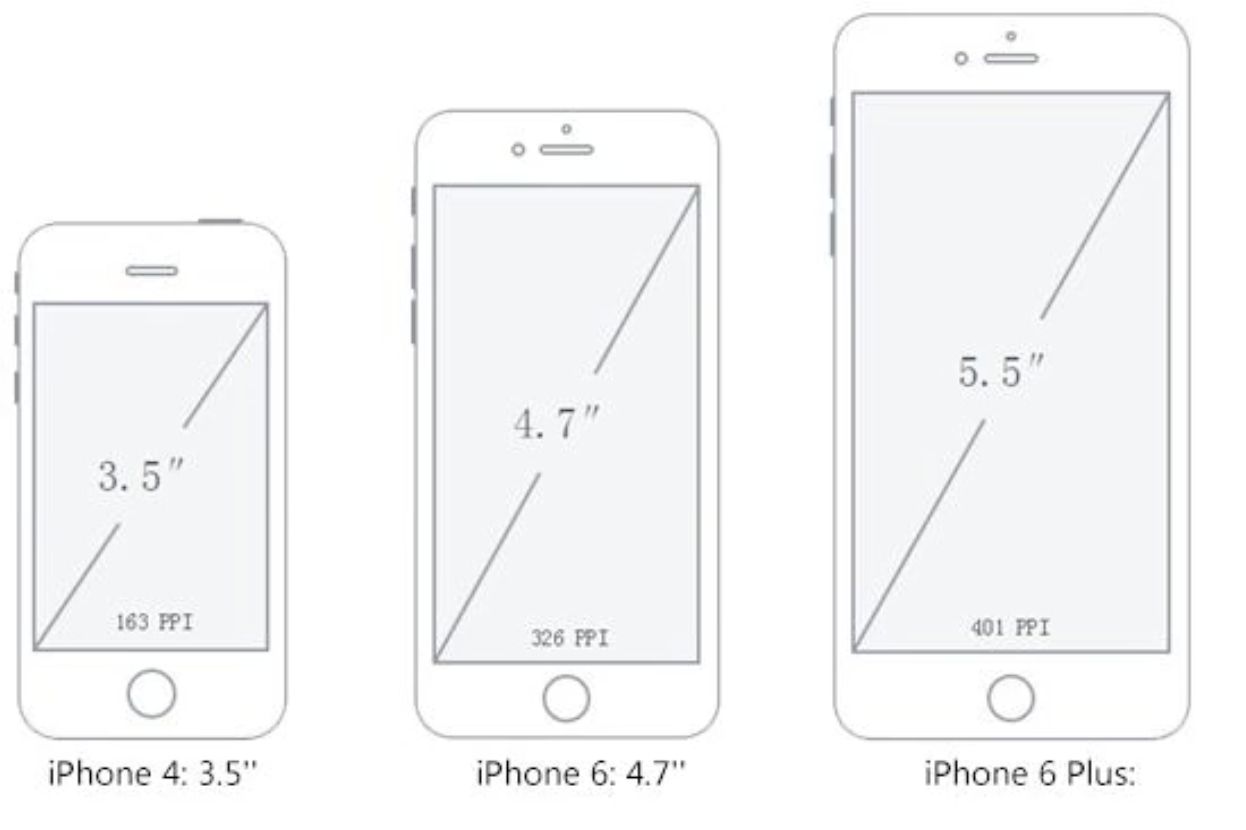 3.5"
163 PPI
iPhone 4: 3.5''
4.7"
326 PPI
iPhone 6: 4.7''
5.5"
401 PPI
iPhone 6 Plus: